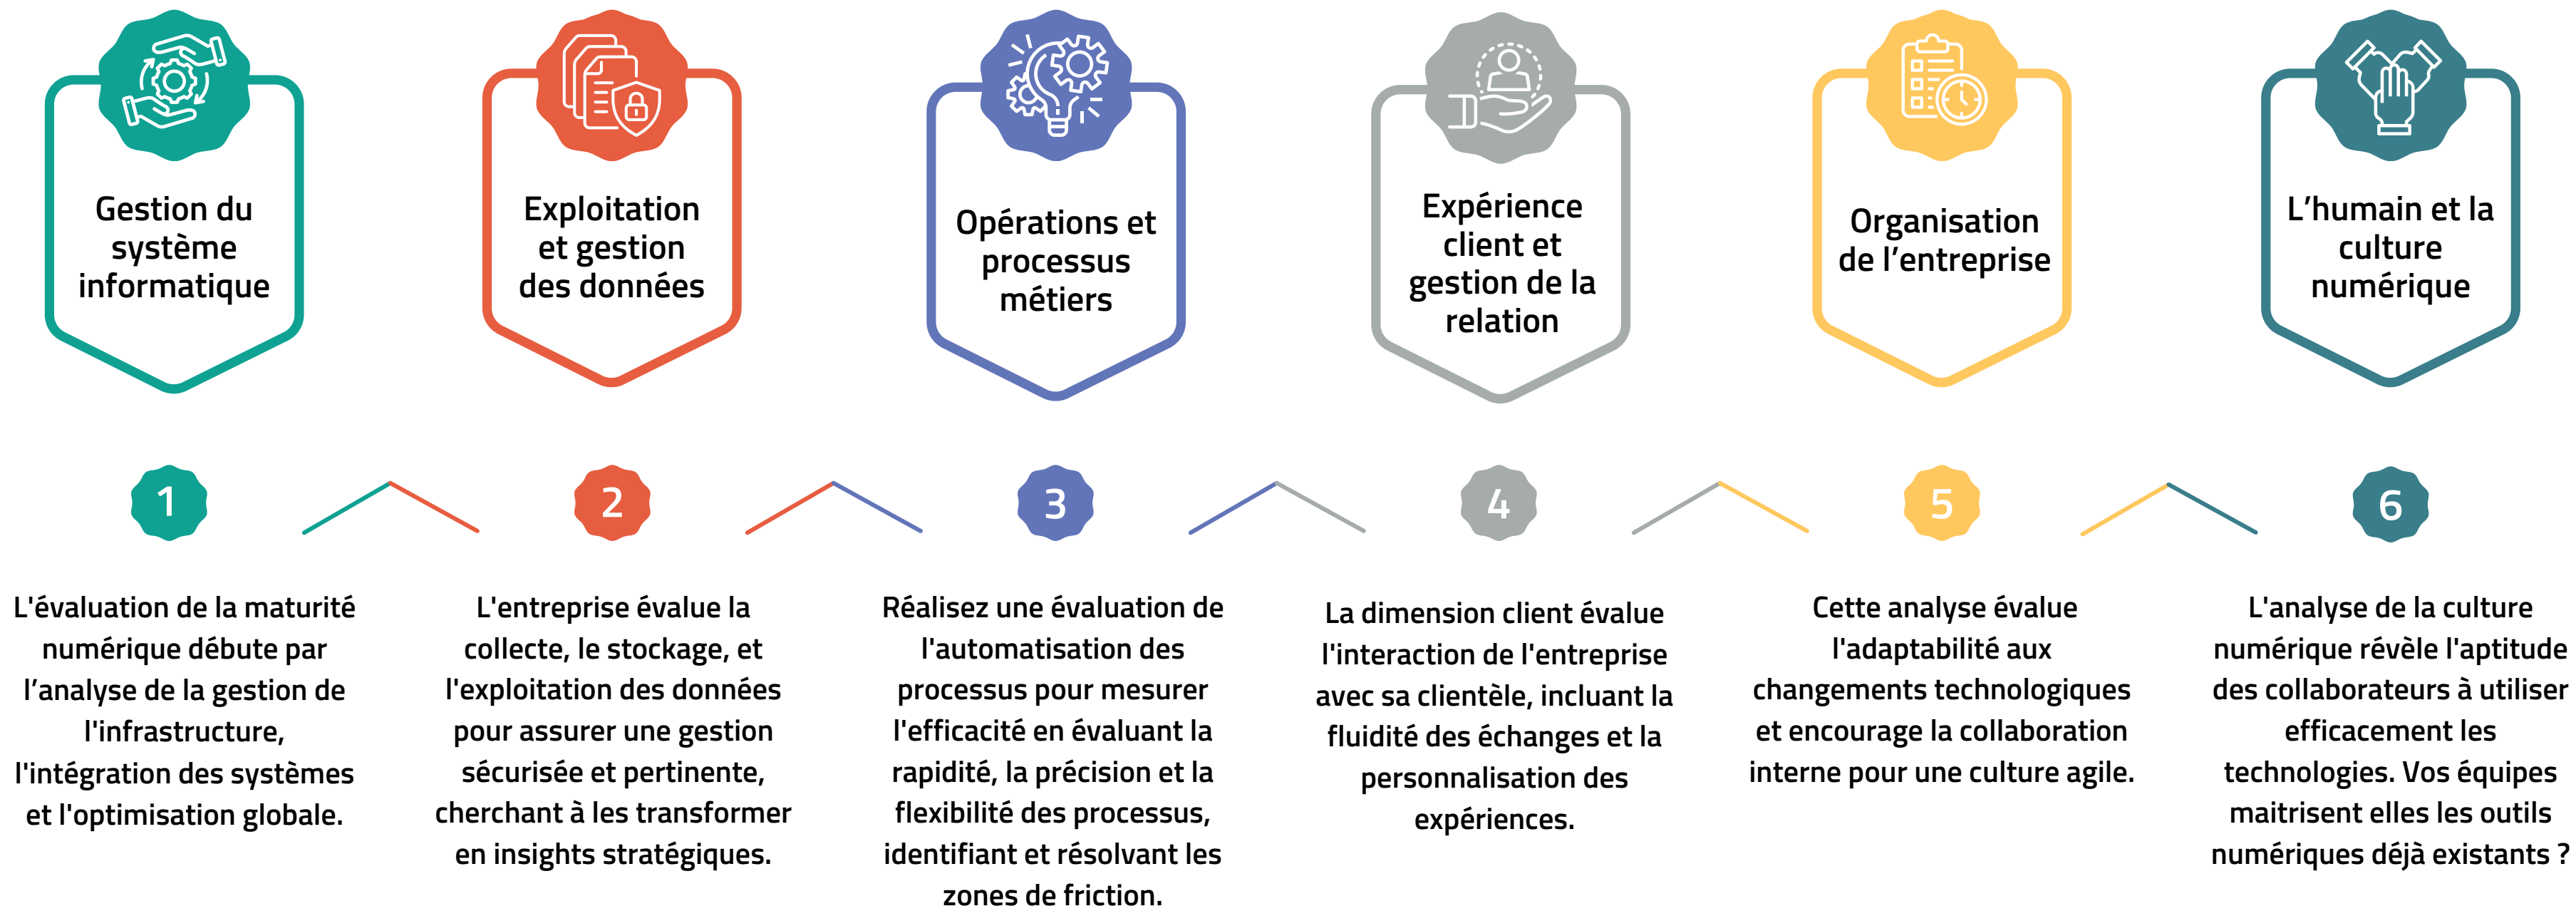 Gestion du
système
informatique
Exploitation
et gestion
des données
Opérations et
processus
métiers
Expérience
client et
gestion de la
relation
Organisation
de l’entreprise
L’humain et la
culture
numérique
1
2
3
4
5
6
L'évaluation de la maturité
numérique débute par
l’analyse de la gestion de
l'infrastructure,
l'intégration des systèmes
et l'optimisation globale.
L'entreprise évalue la
collecte, le stockage, et
l'exploitation des données
pour assurer une gestion
sécurisée et pertinente,
cherchant à les transformer
en insights stratégiques.
Réalisez une évaluation de
l'automatisation des
processus pour mesurer
l'efficacité en évaluant la
rapidité, la précision et la
flexibilité des processus,
identifiant et résolvant les
zones de friction.
La dimension client évalue
l'interaction de l'entreprise
avec sa clientèle, incluant la
fluidité des échanges et la
personnalisation des
expériences.
Cette analyse évalue
l'adaptabilité aux
changements technologiques
et encourage la collaboration
interne pour une culture agile.
L'analyse de la culture
numérique révèle l'aptitude
des collaborateurs à utiliser
efficacement les
technologies. Vos équipes
maitrisent elles les outils
numériques déjà existants ?